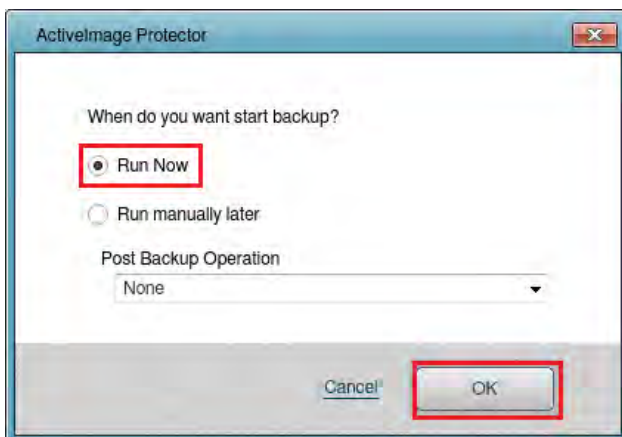 ActiveImage Protector
When do you want start backup?
Run Now
Run manually later
Post Backup Operation
None
Cancel
OK